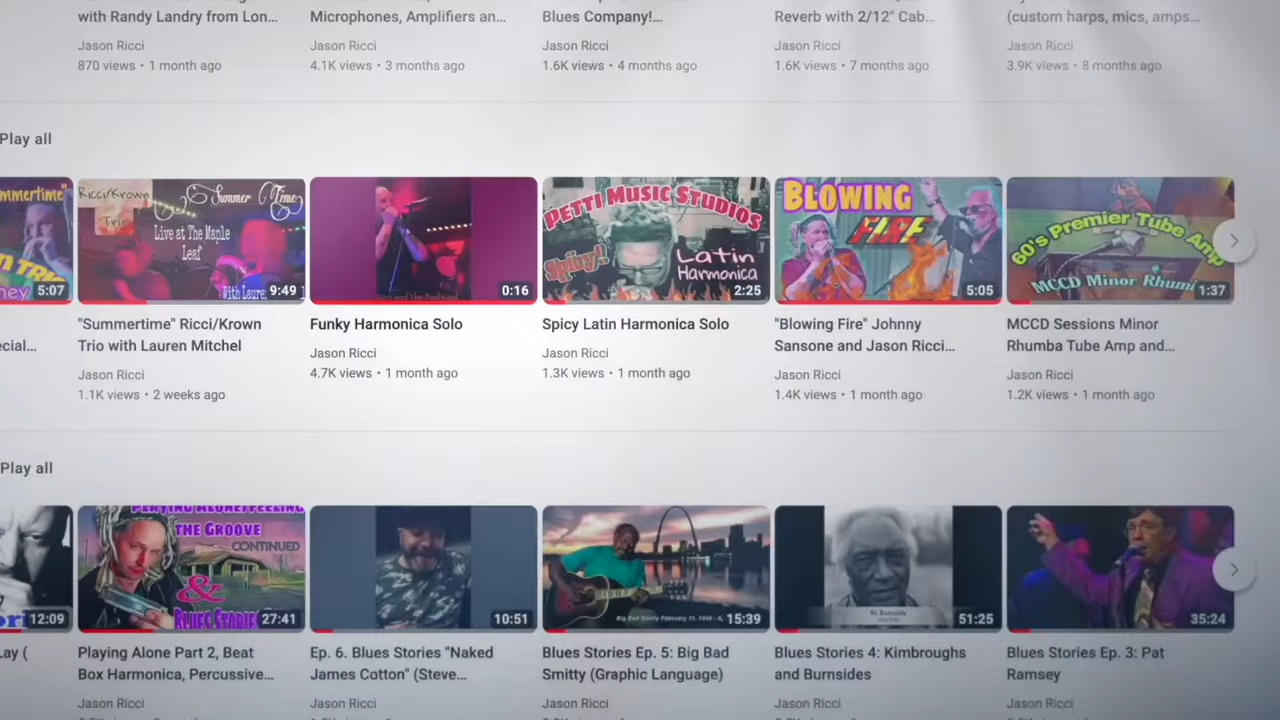 with Randy Landry from Lon...
Microphones, Amplifiers an...
Blues Company!...
Reverb with 2/12" Cab...
(custom harps, mics, amps...
Jason Ricci
Jason Ricci
Jason Ricci
Jason Ricci
Jason Ricci
870 views • 1 month ago
4.1K views • 3 months ago
1.6K views • 4 months ago
1.6K views • 7 months ago
3.9K views • 8 months ago
Play all
mmertime"
5:07
Ricci/Krown
Trio
Summer Time
Live at The Maple
Leaf
With Laure
9:49
0:16
Petti Music Studios
Spicy!!
Latin
Harmonica
2:25
Blowing
Fire
5:05
60's Premier Tube Amp
MCCD Minor Rhum
1:37
ecial...
"Summertime" Ricci/Krown
Trio with Lauren Mitchel
Jason Ricci
1.1K views • 2 weeks ago
Funky Harmonica Solo
Jason Ricci
4.7K views • 1 month ago
Spicy Latin Harmonica Solo
Jason Ricci
1.3K views • 1 month ago
"Blowing Fire" Johnny
Sansone and Jason Ricci...
Jason Ricci
1.4K views • 1 month ago
MCCD Sessions Minor
Rhumba Tube Amp and...
Jason Ricci
1.2K views • 1 month ago
Play all
12:09
Playing Alone/Feeling
the Groove
Continued
&
Blues Stories
27:41
10:51
15:39
51:25
35:24
Lay (
Playing Alone Part 2, Beat
Box Harmonica, Percussive...
Jason Ricci
Ep. 6. Blues Stories "Naked
James Cotton" (Steve...
Jason Ricci
Blues Stories Ep. 5: Big Bad
Smitty (Graphic Language)
Jason Ricci
Blues Stories 4: Kimbroughs
and Burnsides
Jason Ricci
Blues Stories Ep. 3: Pat
Ramsey
Jason Ricci